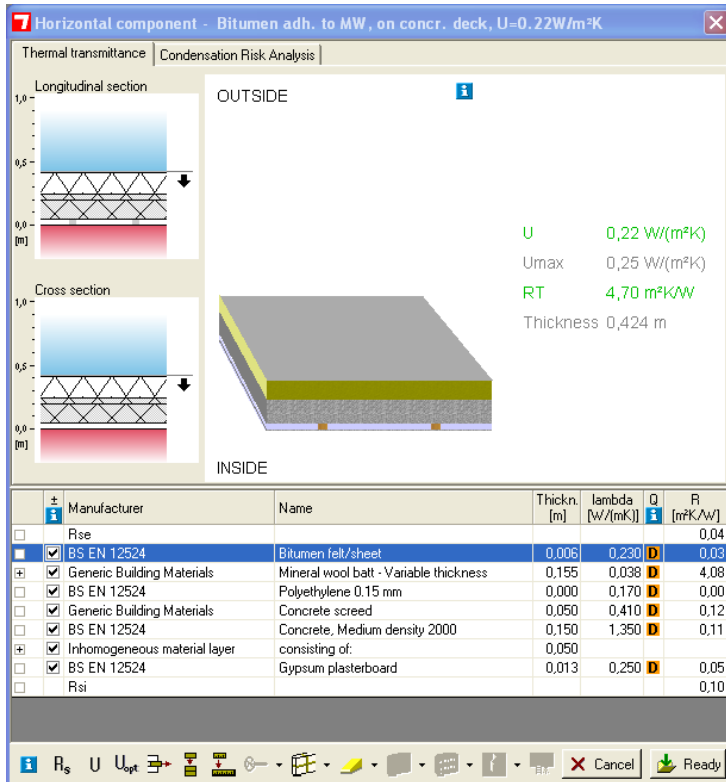 Horizontal component - Bitumen adh. to MW, on concr. deck, U=0.22W/m²K
Thermal transmittance Condensation Risk Analysis
Longitudinal section
1,0
0,5
0,0
[m]
Cross section
1,0
0,5
0,0
[m]
OUTSIDE
INSIDE
U 0,22 W/(m²K)
Umax 0,25 W/(m²K)
RT 4,70 m²K/W
Thickness 0,424 m
± Manufacturer Name Thickn. [m] lambda [W/(mK)] Q R [m²K/W]
Rse 0,04
BS EN 12524 Bitumen felt/sheet 0,006 0,230 D 0,03
Generic Building Materials Mineral wool batt - Variable thickness 0,155 0,038 D 4,08
BS EN 12524 Polyethylene 0.15 mm 0,000 0,170 D 0,00
Generic Building Materials Concrete screed 0,050 0,410 D 0,12
BS EN 12524 Concrete, Medium density 2000 0,150 1,350 D 0,11
Inhomogeneous material layer consisting of: 0,050
BS EN 12524 Gypsum plasterboard 0,013 0,250 D 0,05
Rsi 0,10
Rs U Uopt Cancel Ready